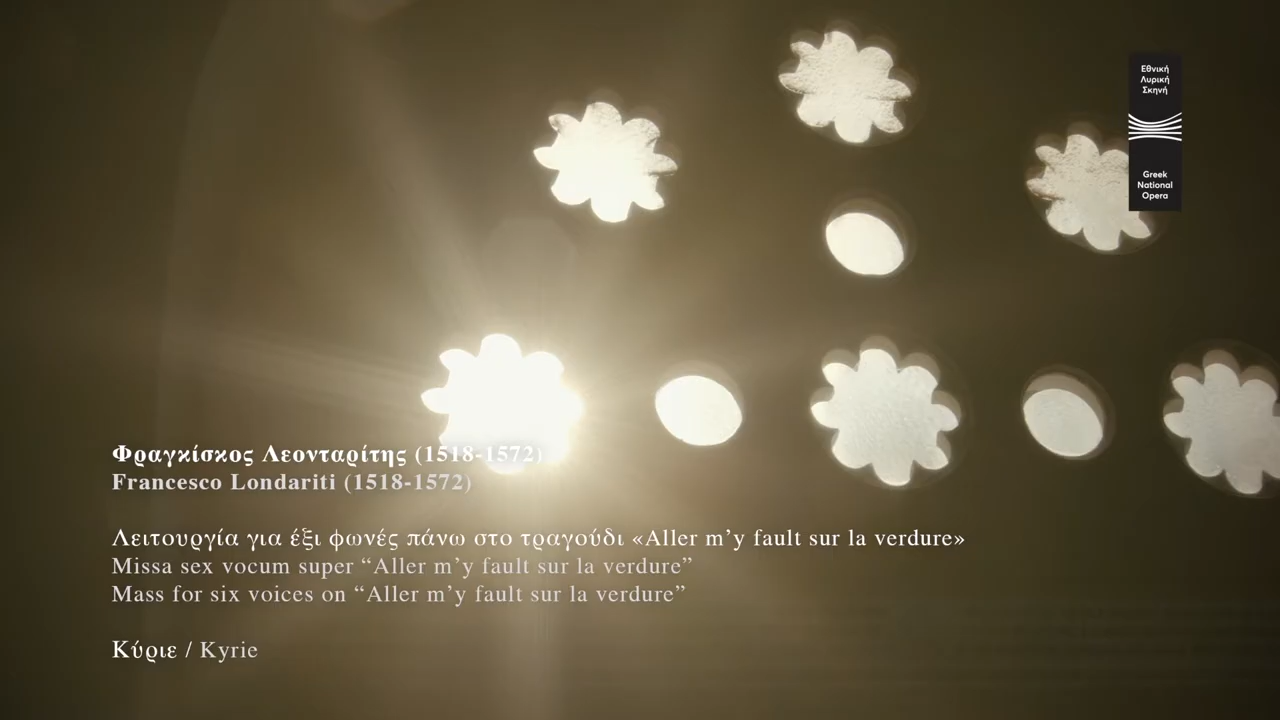 Εθνική
Λυρική
Σκηνή
Greek
National
Opera
Φραγκίσκος Λεονταρίτης (1518-1572)
Francesco Londariti (1518-1572)
Λειτουργία για έξι φωνές πάνω στο τραγούδι «Aller m’y fault sur la verdure»
Missa sex vocum super “Aller m’y fault sur la verdure”
Mass for six voices on “Aller m’y fault sur la verdure”
Κύριε / Kyrie